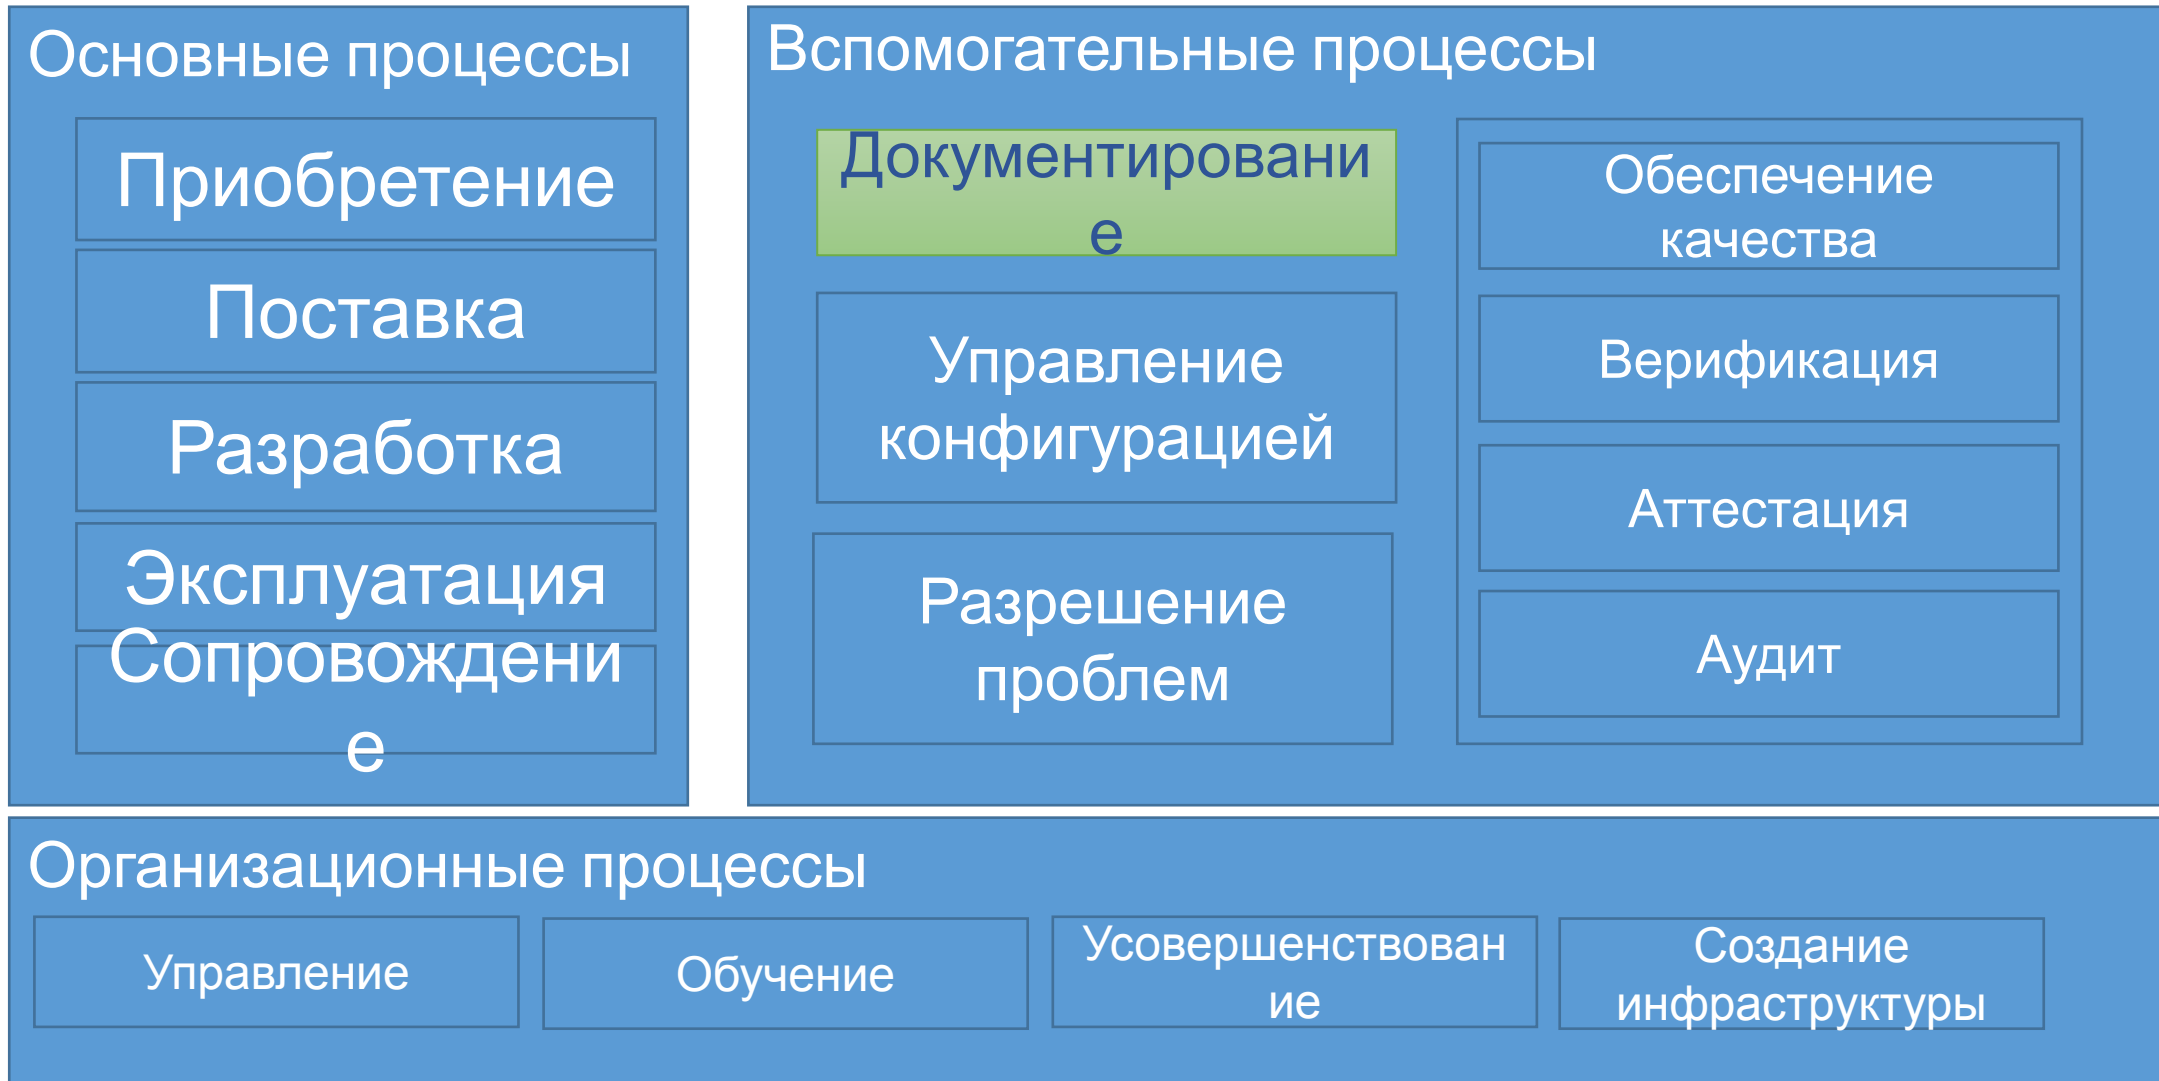 Основные процессы
Приобретение
Поставка
Разработка
Эксплуатация
Сопровождени
е
Вспомогательные процессы
Документировани
е
Управление
конфигурацией
Разрешение
проблем
Обеспечение
качества
Верификация
Аттестация
Аудит
Организационные процессы
Управление
Обучение
Усовершенствован
ие
Создание
инфраструктуры